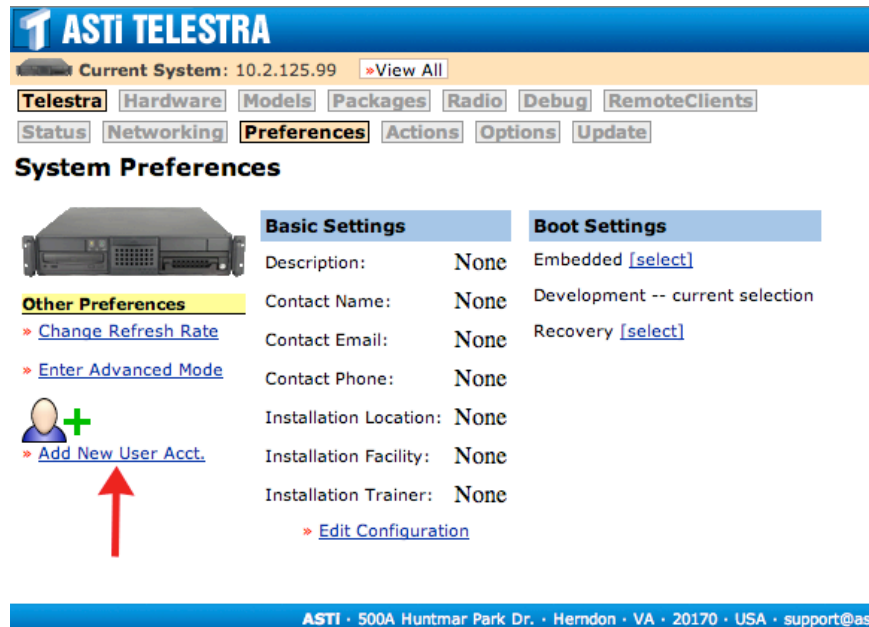 ASTi TELESTRA
Current System: 10.2.125.99 »View All
Telestra Hardware Models Packages Radio Debug RemoteClients
Status Networking Preferences Actions Options Update
System Preferences
Other Preferences
» Change Refresh Rate
» Enter Advanced Mode
» Add New User Acct.
Basic Settings
Description: None
Contact Name: None
Contact Email: None
Contact Phone: None
Installation Location: None
Installation Facility: None
Installation Trainer: None
» Edit Configuration
Boot Settings
Embedded [select]
Development -- current selection
Recovery [select]
ASTi · 500A Huntmar Park Dr. · Herndon · VA · 20170 · USA · support@as